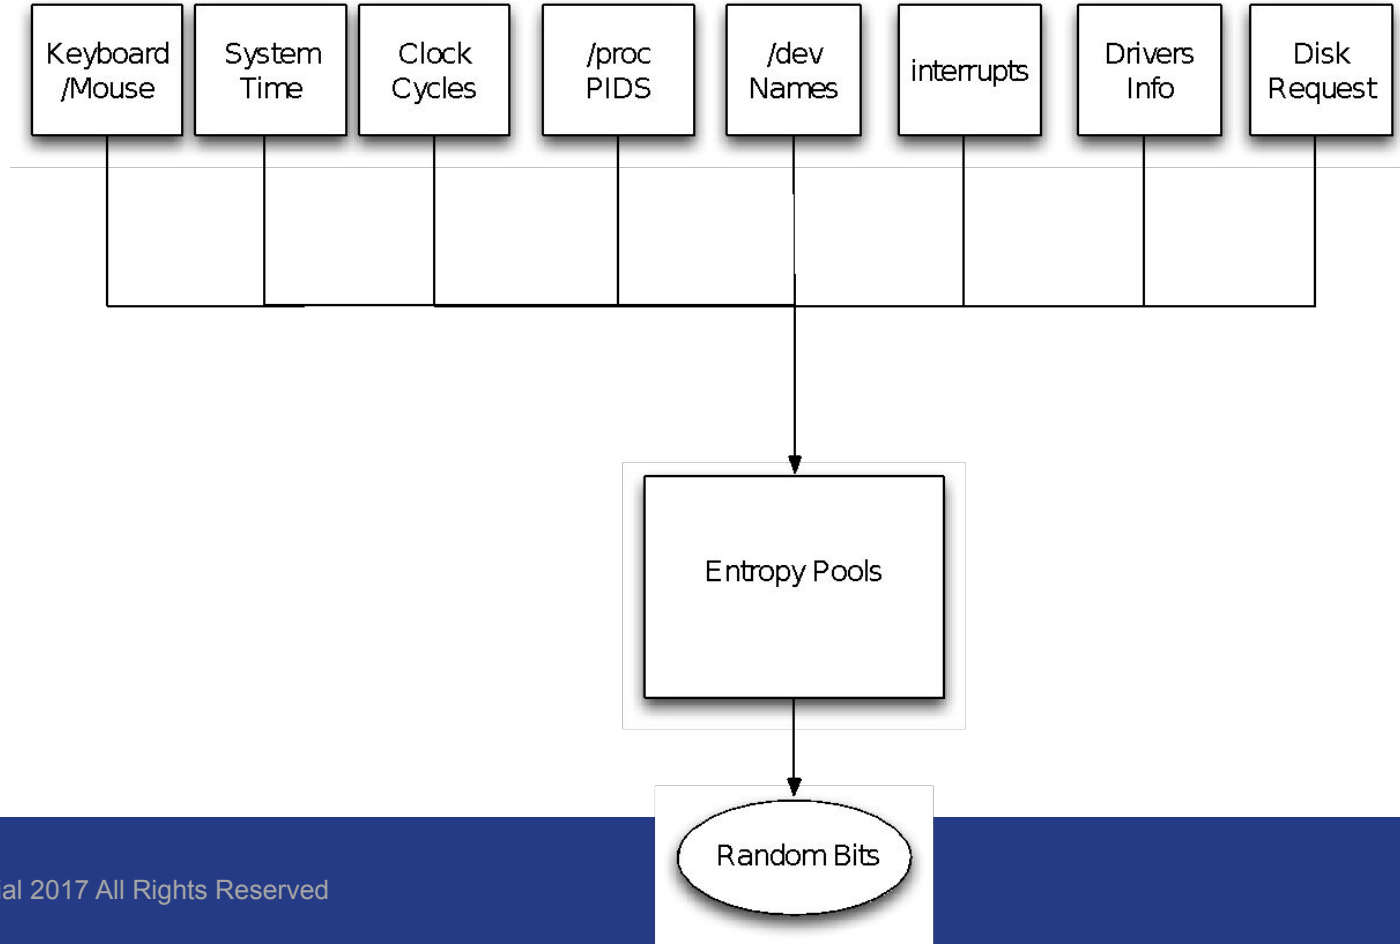 Keyboard
/Mouse
System
Time
Clock
Cycles
/proc
PIDS
/dev
Names
interrupts
Drivers
Info
Disk
Request
Entropy Pools
Random Bits
2017 All Rights Reserved